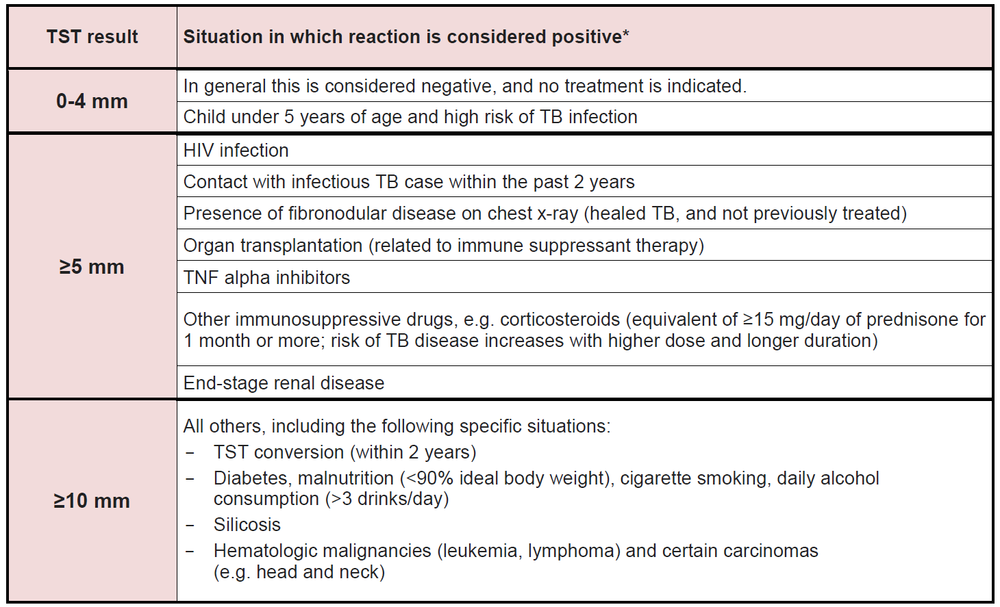 TST result
Situation in which reaction is considered positive*
0-4 mm
In general this is considered negative, and no treatment is indicated.
Child under 5 years of age and high risk of TB infection
≥5 mm
HIV infection
Contact with infectious TB case within the past 2 years
Presence of fibronodular disease on chest x-ray (healed TB, and not previously treated)
Organ transplantation (related to immune suppressant therapy)
TNF alpha inhibitors
Other immunosuppressive drugs, e.g. corticosteroids (equivalent of ≥15 mg/day of prednisone for
1 month or more; risk of TB disease increases with higher dose and longer duration)
End-stage renal disease
≥10 mm
All others, including the following specific situations:
– TST conversion (within 2 years)
– Diabetes, malnutrition (<90% ideal body weight), cigarette smoking, daily alcohol
consumption (>3 drinks/day)
– Silicosis
– Hematologic malignancies (leukemia, lymphoma) and certain carcinomas
(e.g. head and neck)